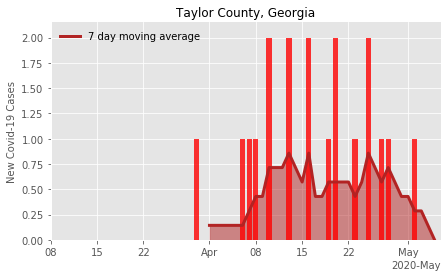 Taylor County, Georgia
7 day moving average
New Covid-19 Cases
2.00
1.75
1.50
1.25
1.00
0.75
0.50
0.25
0.00
08 15 22 Apr 08 15 22 May
2020-May